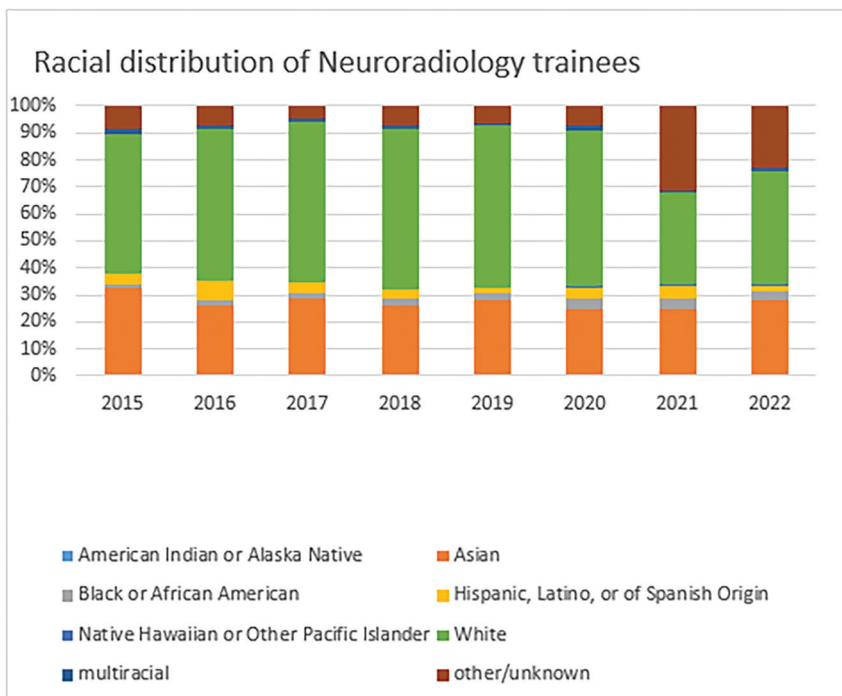 Racial distribution of Neuroradiology trainees
100%
90%
80%
70%
60%
50%
40%
30%
20%
10%
0%
2015 2016 2017 2018 2019 2020 2021 2022
American Indian or Alaska Native Asian
Black or African American Hispanic, Latino, or of Spanish Origin
Native Hawaiian or Other Pacific Islander White
multiracial other/unknown